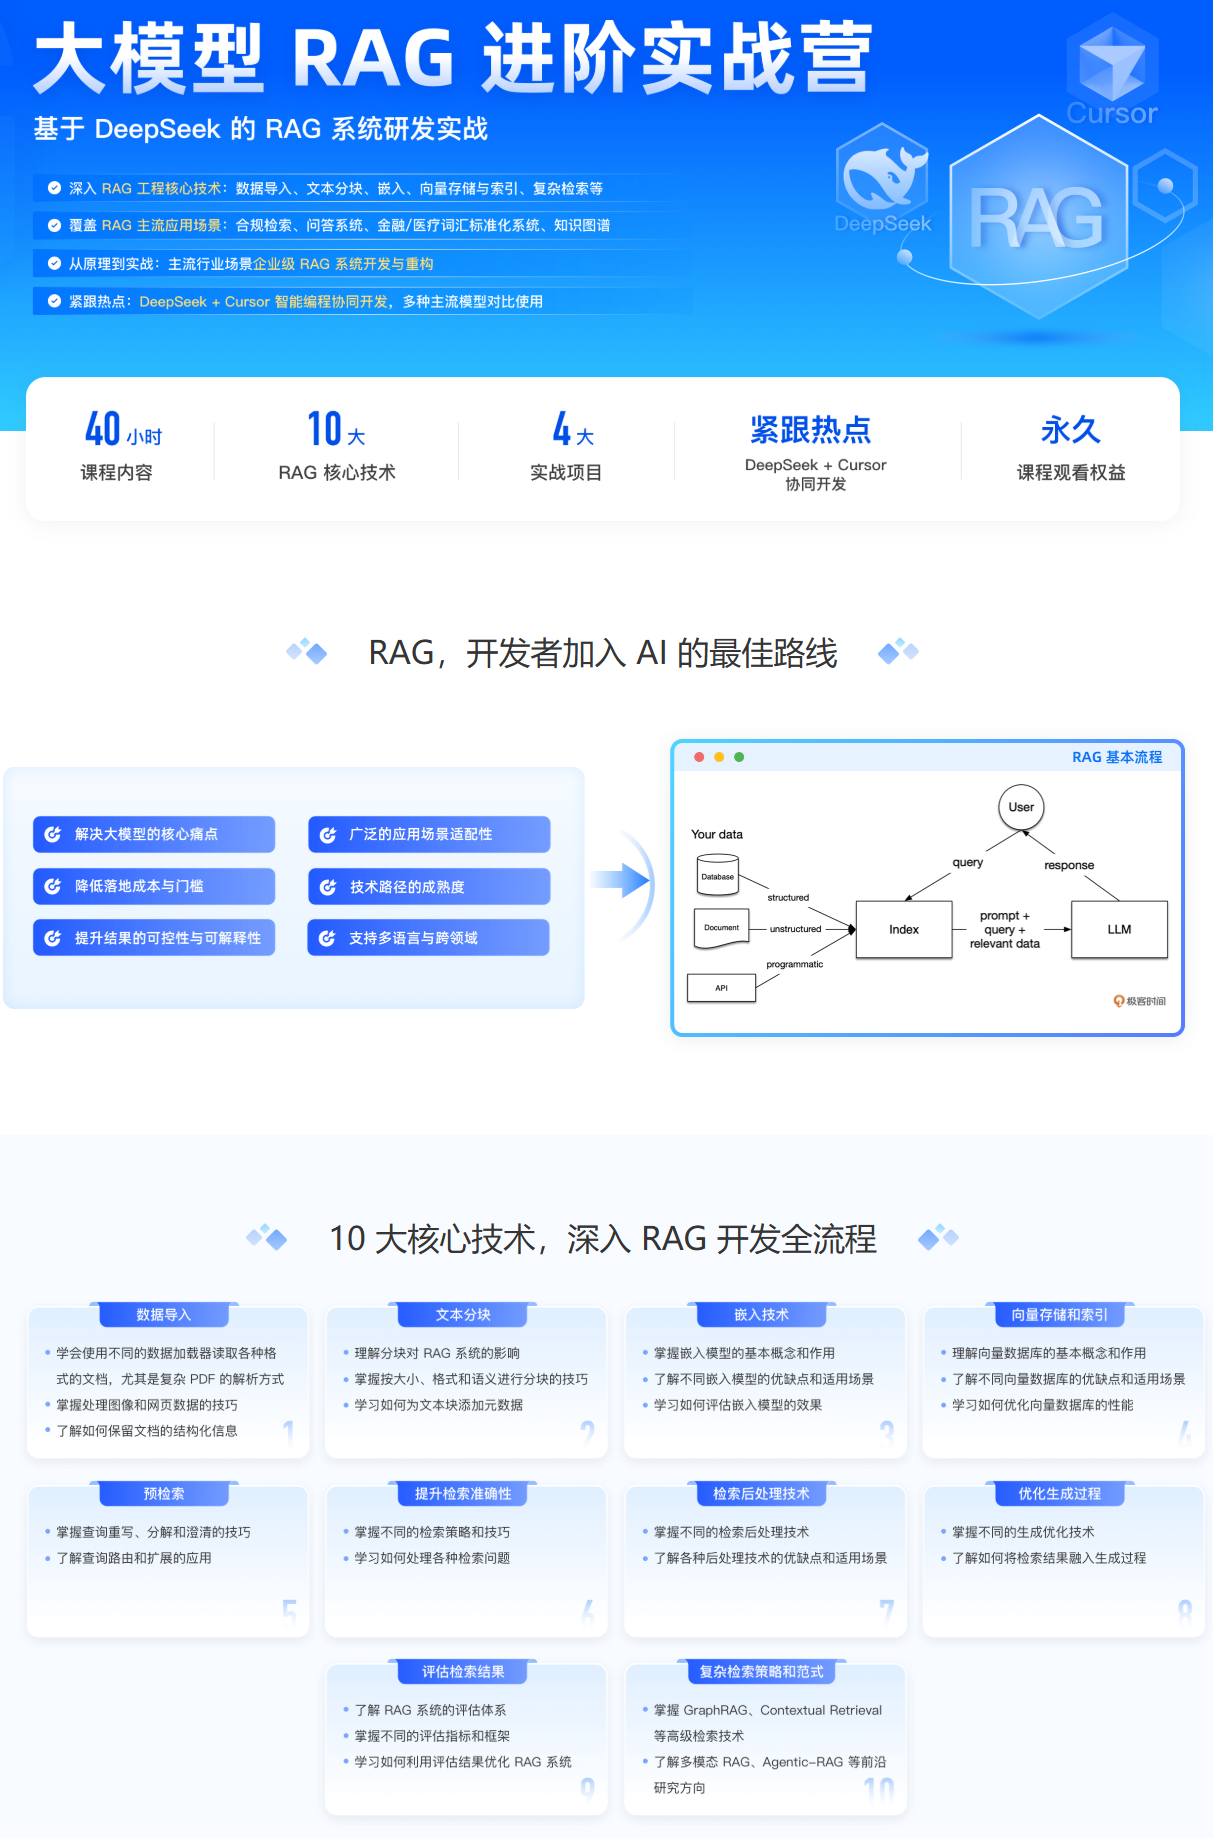 大模型 RAG 进阶实战营
基于 DeepSeek 的 RAG 系统研发实战
深入 RAG 工程核心技术：数据导入、文本分块、嵌入、向量存储与索引、复杂检索等
覆盖 RAG 主流应用场景：合规检索、问答系统、金融/医疗词汇标准化系统、知识图谱
从原理到实战：主流行业场景企业级 RAG 系统开发与重构
紧跟热点：DeepSeek + Cursor 智能编程协同开发，多种主流模型对比使用
Cursor
DeepSeek
RAG
40 小时
课程内容
10 大
RAG 核心技术
4 大
实战项目
紧跟热点
DeepSeek + Cursor
协同开发
永久
课程观看权益
RAG，开发者加入 AI 的最佳路线
解决大模型的核心痛点
广泛的应用场景适配性
降低落地成本与门槛
技术路径的成熟度
提升结果的可控性与可解释性
支持多语言与跨领域
RAG 基本流程
User
Your data
query
response
Database
structured
Document
unstructured
Index
prompt +
query +
relevant data
LLM
programmatic
API
极客时间
10 大核心技术，深入 RAG 开发全流程
数据导入
学会使用不同的数据加载器读取各种格
式的文档，尤其是复杂 PDF 的解析方式
掌握处理图像和网页数据的技巧
了解如何保留文档的结构化信息
1
文本分块
理解分块对 RAG 系统的影响
掌握按大小、格式和语义进行分块的技巧
学习如何为文本块添加元数据
2
嵌入技术
掌握嵌入模型的基本概念和作用
了解不同嵌入模型的优缺点和适用场景
学习如何评估嵌入模型的效果
3
向量存储和索引
理解向量数据库的基本概念和作用
了解不同向量数据库的优缺点和适用场景
学习如何优化向量数据库的性能
4
预检索
掌握查询重写、分解和澄清的技巧
了解查询路由和扩展的应用
5
提升检索准确性
掌握不同的检索策略和技巧
学习如何处理各种检索问题
6
检索后处理技术
掌握不同的检索后处理技术
了解各种后处理技术的优缺点和适用场景
7
优化生成过程
掌握不同的生成优化技术
了解如何将检索结果融入生成过程
8
评估检索结果
了解 RAG 系统的评估体系
掌握不同的评估指标和框架
学习如何利用评估结果优化 RAG 系统
9
复杂检索策略和范式
掌握 GraphRAG、Contextual Retrieval
等高级检索技术
了解多模态 RAG、Agentic-RAG 等前沿
研究方向
10